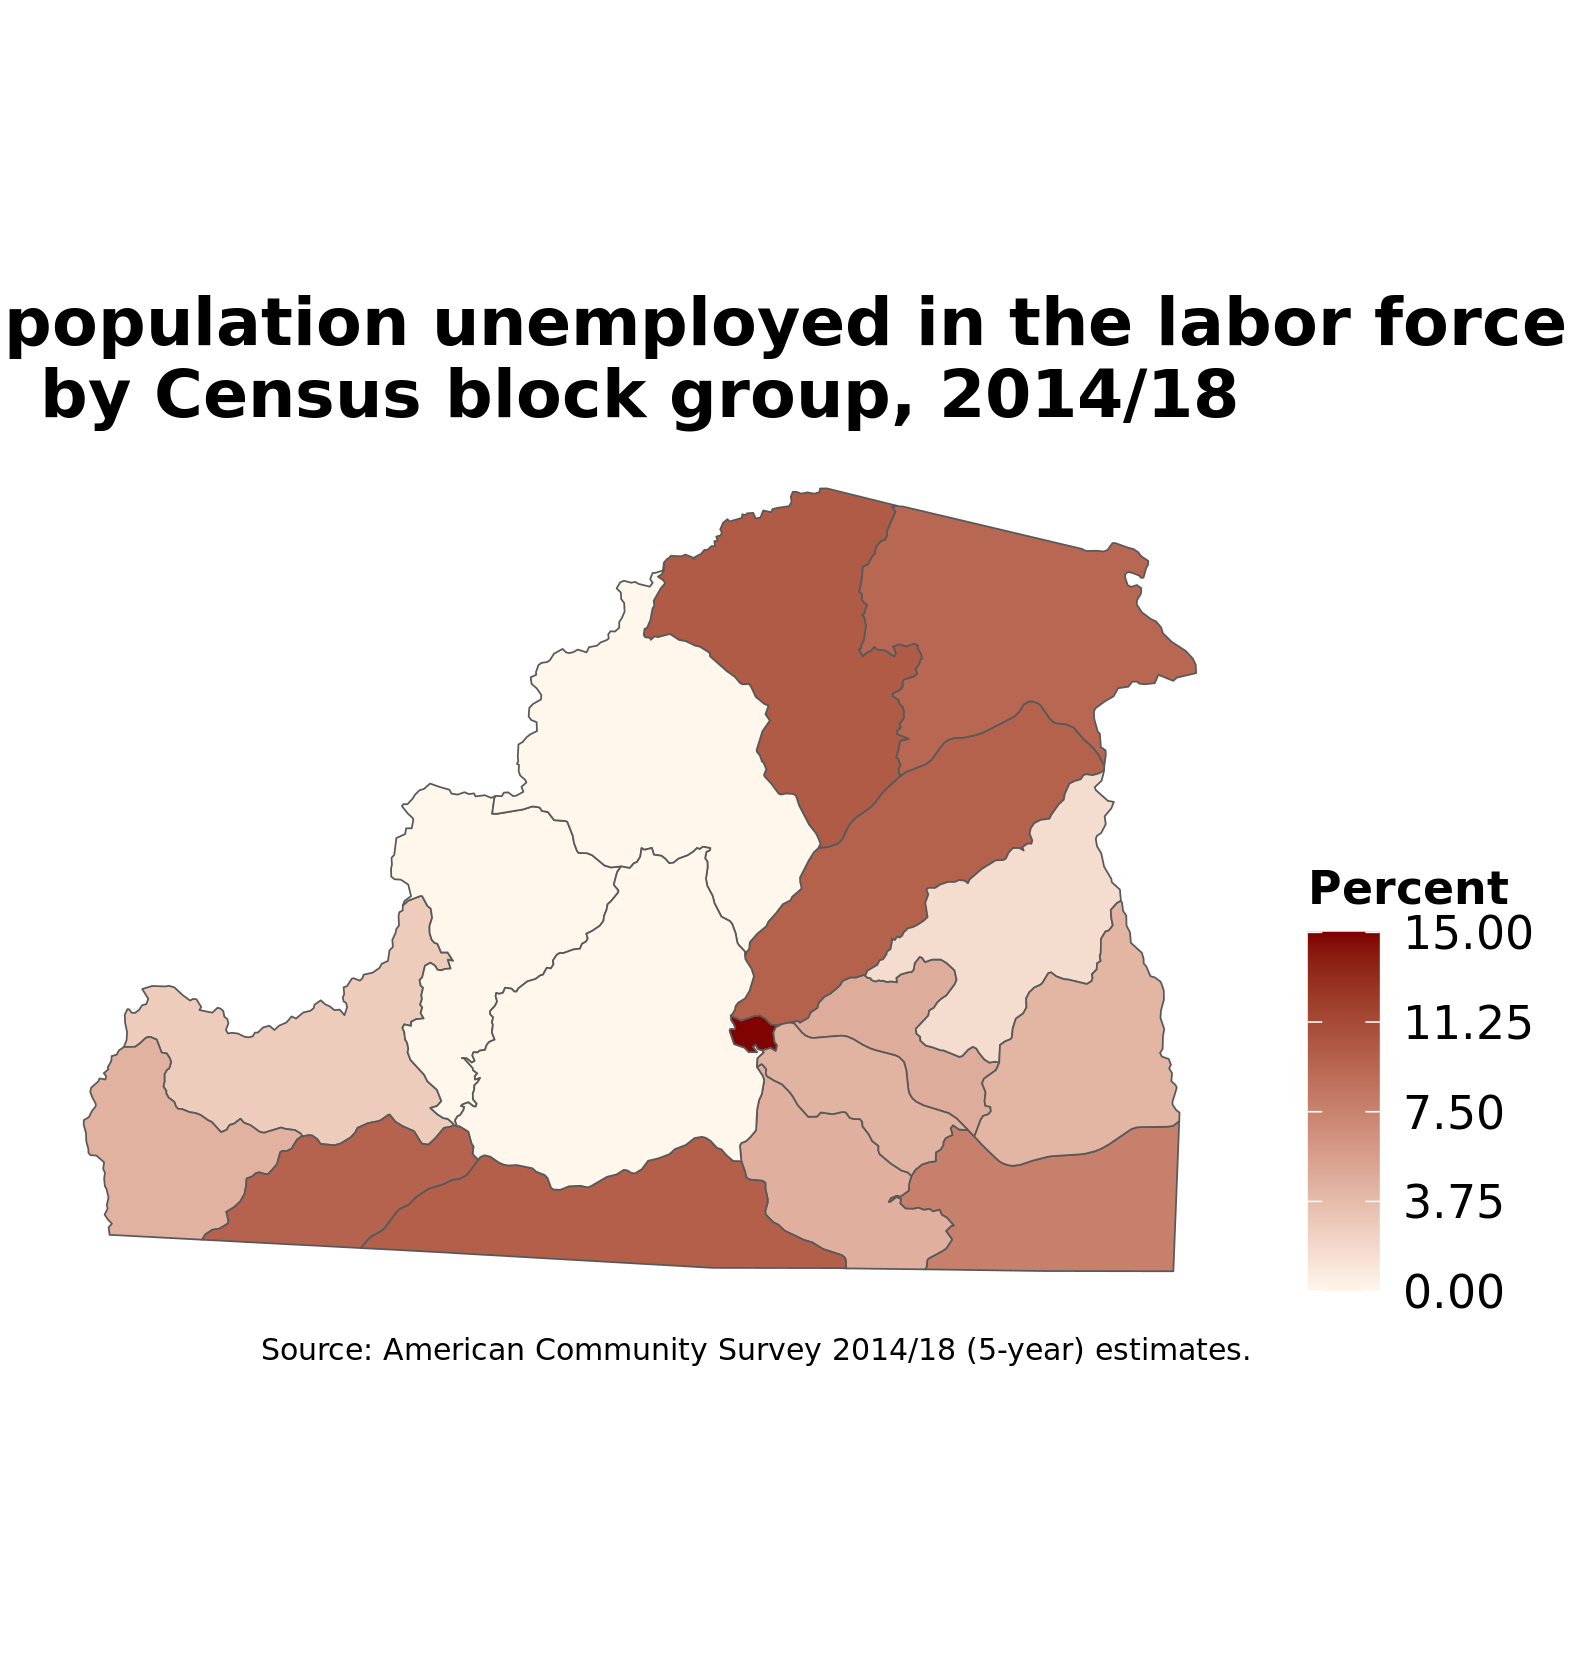 population unemployed in the labor force
by Census block group, 2014/18
Percent
15.00
11.25
7.50
3.75
0.00
Source: American Community Survey 2014/18 (5-year) estimates.